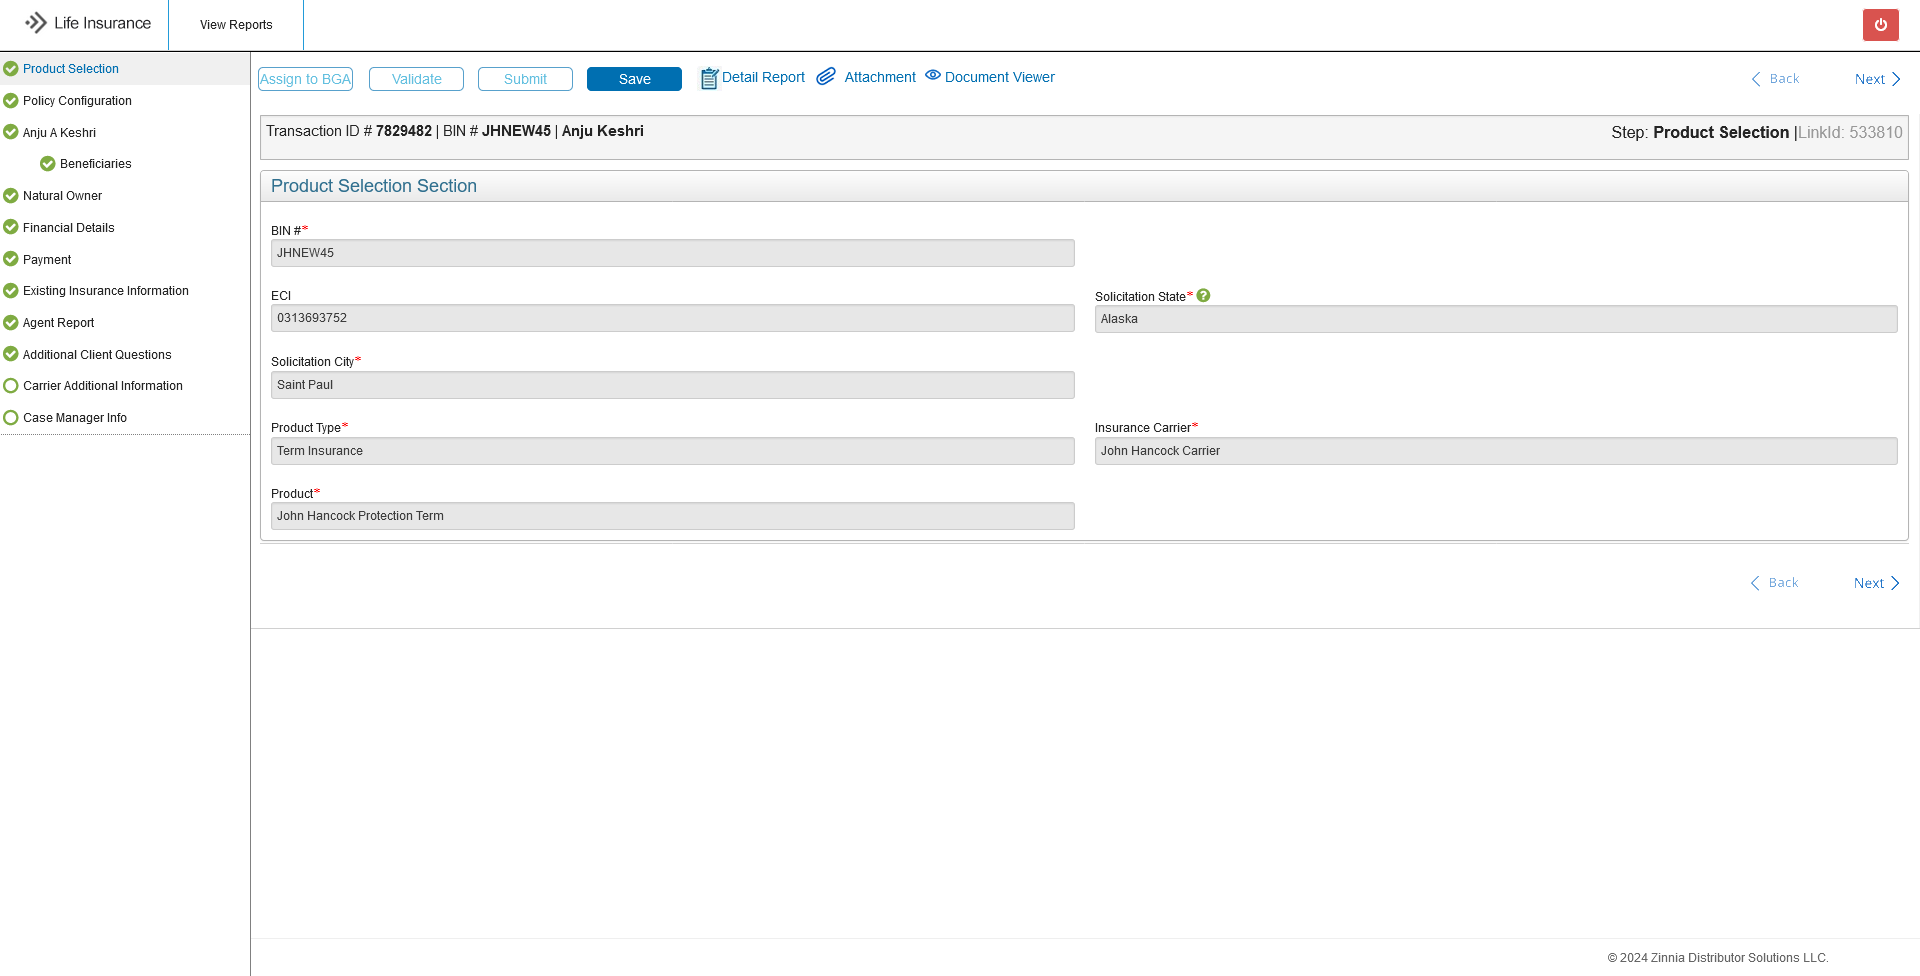 Life Insurance
View Reports
Product Selection
Policy Configuration
Anju A Keshri
Beneficiaries
Natural Owner
Financial Details
Payment
Existing Insurance Information
Agent Report
Additional Client Questions
Carrier Additional Information
Case Manager Info
Assign to BGA
Validate
Submit
Save
Detail Report
Attachment
Document Viewer
Back
Next
Transaction ID # 7829482 | BIN # JHNEW45 | Anju Keshri
Step: Product Selection |LinkId: 533810
Product Selection Section
BIN #*
JHNEW45
ECI
0313693752
Solicitation State* ?
Alaska
Solicitation City*
Saint Paul
Product Type*
Term Insurance
Insurance Carrier*
John Hancock Carrier
Product*
John Hancock Protection Term
Back
Next
© 2024 Zinnia Distributor Solutions LLC.